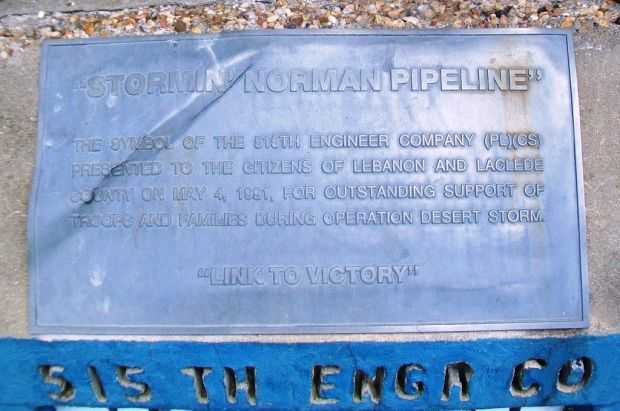 "STORMIN' NORMAN PIPELINE"
THE SYMBOL OF THE 515TH ENGINEER COMPANY (PL)(CS)
PRESENTED TO THE CITIZENS OF LEBANON AND LACLEDE
COUNTY ON MAY 4, 1991, FOR OUTSTANDING SUPPORT OF
TROOPS AND FAMILIES DURING OPERATION DESERT STORM.
"LINK TO VICTORY"
515 TH ENGR CO